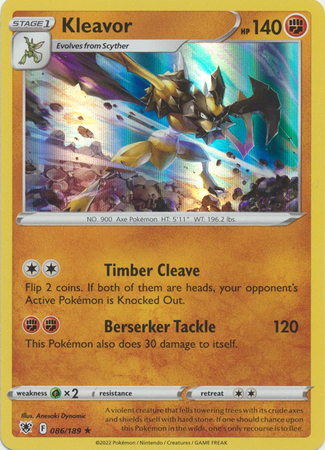 STAGE 1
Kleavor
HP 140
Evolves from Scyther
NO. 900 Axe Pokémon HT: 5'11" WT: 196.2 lbs.
Timber Cleave
Flip 2 coins. If both of them are heads, your opponent's
Active Pokémon is Knocked Out.
Berserker Tackle 120
This Pokémon also does 30 damage to itself.
weakness ×2 resistance retreat
Illus. Anesaki Dynamic
F 086/189 ★
A violent creature that fells towering trees with its crude axes
and shields itself with hard stone. If one should chance upon
this Pokémon in the wilds, one's only recourse is to flee.
©2022 Pokémon / Nintendo / Creatures / GAME FREAK